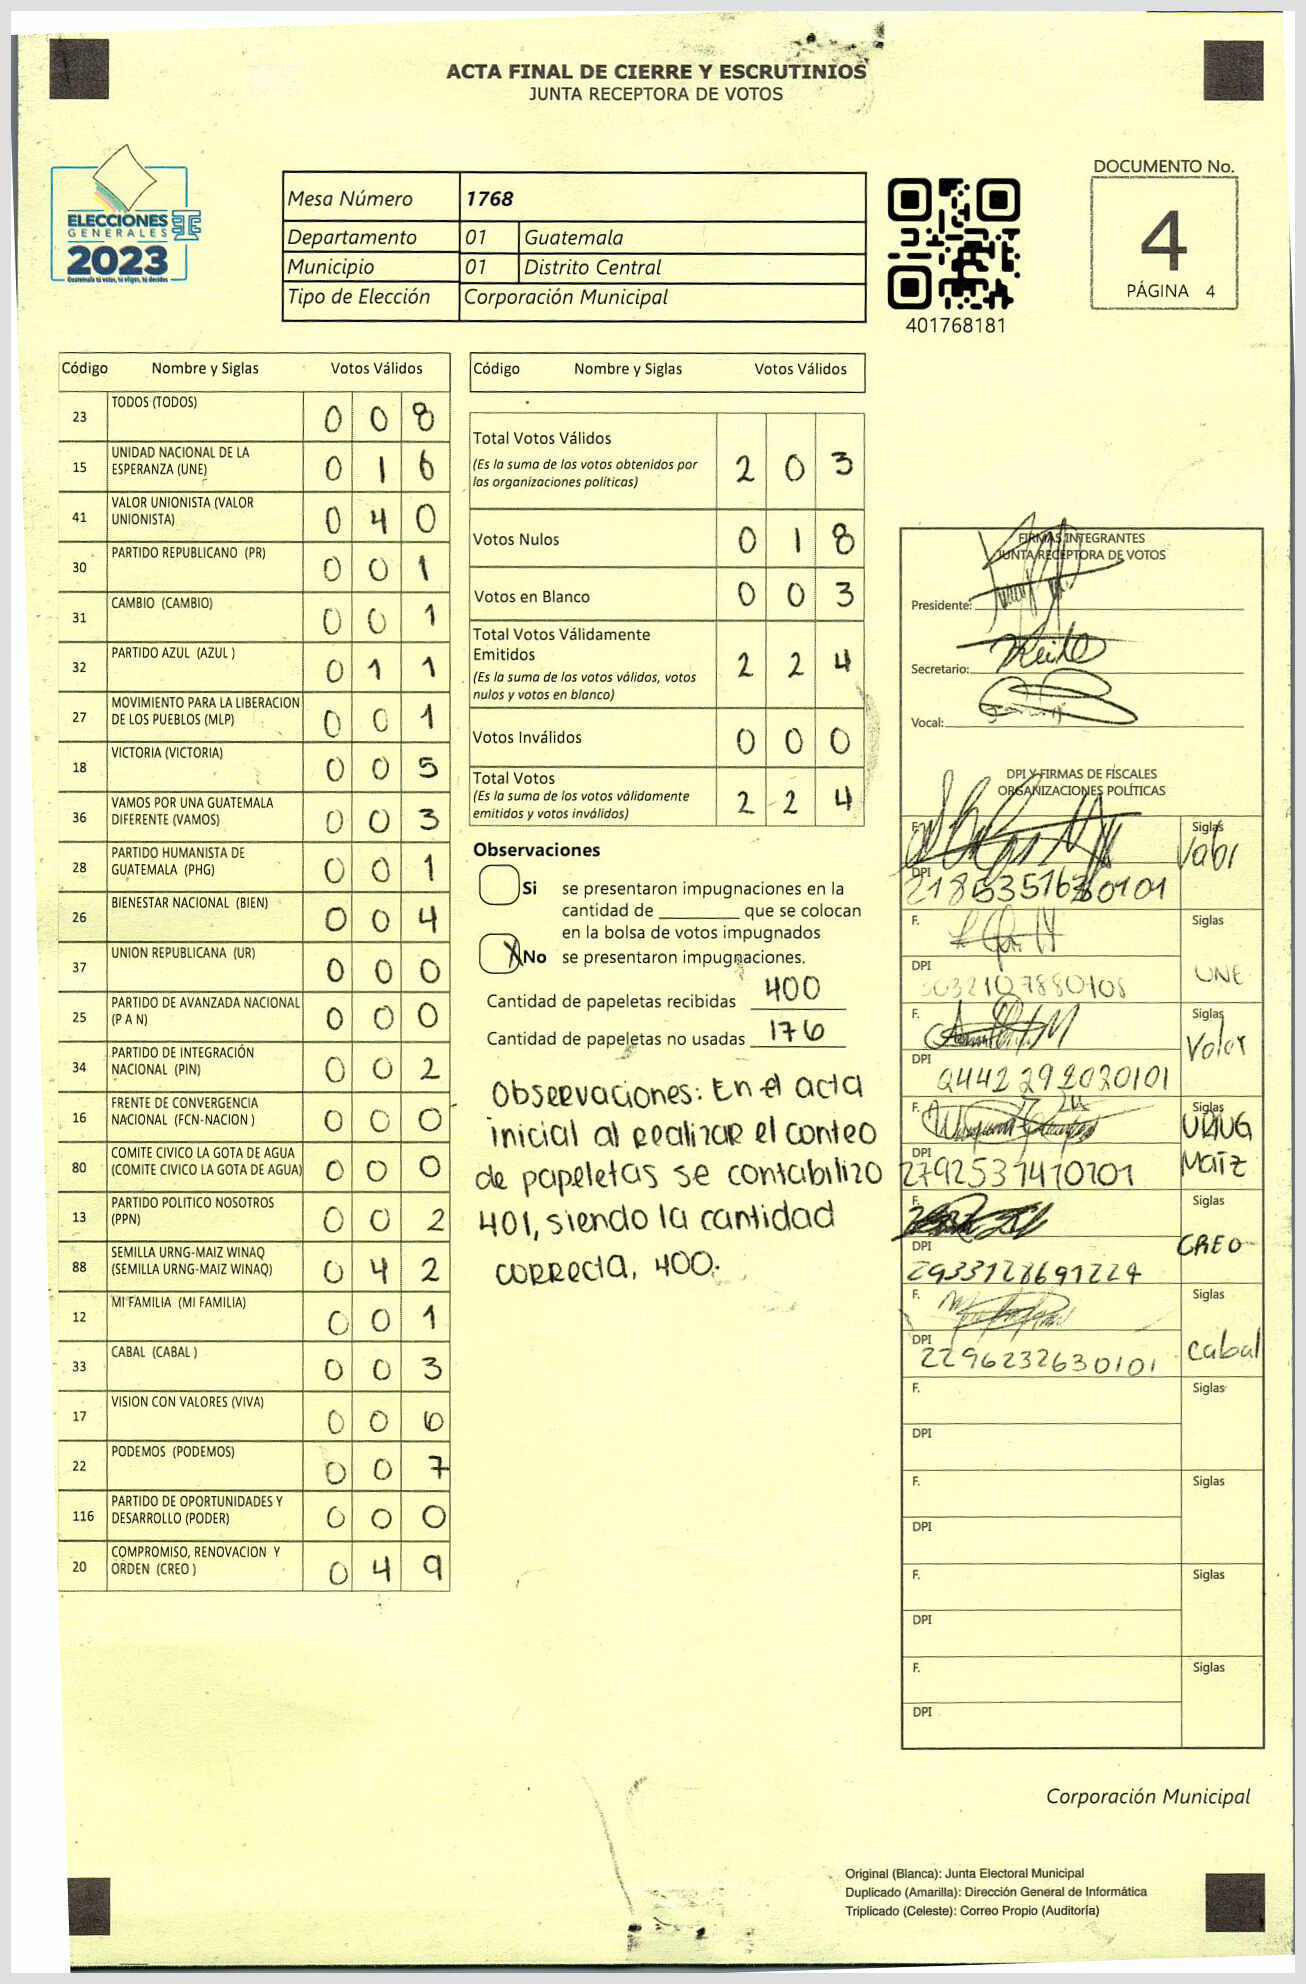 ACTA FINAL DE CIERRE Y ESCRUTINIOS
JUNTA RECEPTORA DE VOTOS
ELECCIONES
GENERALES
2023
Guatemala tú votas, tú eliges, tú decides
Mesa Número 1768
Departamento 01 Guatemala
Municipio 01 Distrito Central
Tipo de Elección Corporación Municipal
401768181
DOCUMENTO No.
4
PÁGINA 4
Código Nombre y Siglas Votos Válidos
23 TODOS (TODOS) 0 0 8
15 UNIDAD NACIONAL DE LA
ESPERANZA (UNE) 0 1 6
41 VALOR UNIONISTA (VALOR
UNIONISTA) 0 4 0
30 PARTIDO REPUBLICANO (PR) 0 0 1
31 CAMBIO (CAMBIO) 0 0 1
32 PARTIDO AZUL (AZUL ) 0 1 1
27 MOVIMIENTO PARA LA LIBERACION
DE LOS PUEBLOS (MLP) 0 0 1
18 VICTORIA (VICTORIA) 0 0 5
36 VAMOS POR UNA GUATEMALA
DIFERENTE (VAMOS) 0 0 3
28 PARTIDO HUMANISTA DE
GUATEMALA (PHG) 0 0 1
26 BIENESTAR NACIONAL (BIEN) 0 0 4
37 UNION REPUBLICANA (UR) 0 0 0
25 PARTIDO DE AVANZADA NACIONAL
(P A N) 0 0 0
34 PARTIDO DE INTEGRACIÓN
NACIONAL (PIN) 0 0 2
16 FRENTE DE CONVERGENCIA
NACIONAL (FCN-NACION ) 0 0 0
80 COMITE CIVICO LA GOTA DE AGUA
(COMITE CIVICO LA GOTA DE AGUA) 0 0 0
13 PARTIDO POLITICO NOSOTROS
(PPN) 0 0 2
88 SEMILLA URNG-MAIZ WINAQ
(SEMILLA URNG-MAIZ WINAQ) 0 4 2
12 MI FAMILIA (MI FAMILIA) 0 0 1
33 CABAL (CABAL ) 0 0 3
17 VISION CON VALORES (VIVA) 0 0 6
22 PODEMOS (PODEMOS) 0 0 7
116 PARTIDO DE OPORTUNIDADES Y
DESARROLLO (PODER) 0 0 0
20 COMPROMISO, RENOVACION Y
ORDEN (CREO ) 0 4 9
Código Nombre y Siglas Votos Válidos
Total Votos Válidos
(Es la suma de los votos obtenidos por
las organizaciones políticas) 2 0 3
Votos Nulos 0 1 8
Votos en Blanco 0 0 3
Total Votos Válidamente
Emitidos
(Es la suma de los votos válidos, votos
nulos y votos en blanco) 2 2 4
Votos Inválidos 0 0 0
Total Votos
(Es la suma de los votos válidamente
emitidos y votos inválidos) 2 2 4
Observaciones
Si se presentaron impugnaciones en la
cantidad de ________ que se colocan
en la bolsa de votos impugnados
X No se presentaron impugnaciones.
Cantidad de papeletas recibidas 400
Cantidad de papeletas no usadas 176
Observaciones: En el acta
inicial al realizar el conteo
de papeletas se contabilizo
401, siendo la cantidad
correcta, 400.
FIRMAS INTEGRANTES
JUNTA RECEPTORA DE VOTOS
Presidente:
Secretario:
Vocal:
DPI Y FIRMAS DE FISCALES
ORGANIZACIONES POLÍTICAS
F. Siglas
DPI
F. Siglas
UNE
DPI
F. Siglas
Valor
DPI 2442 292020101
F. Siglas
URNG
MAIZ
DPI 2792531410101
F. Siglas
CREO
DPI 2933128691224
F. Siglas
Cabal
DPI 2296232630101
F. Siglas
DPI
F. Siglas
DPI
F. Siglas
DPI
F. Siglas
DPI
Corporación Municipal
Original (Blanca): Junta Electoral Municipal
Duplicado (Amarilla): Dirección General de Informática
Triplicado (Celeste): Correo Propio (Auditoría)